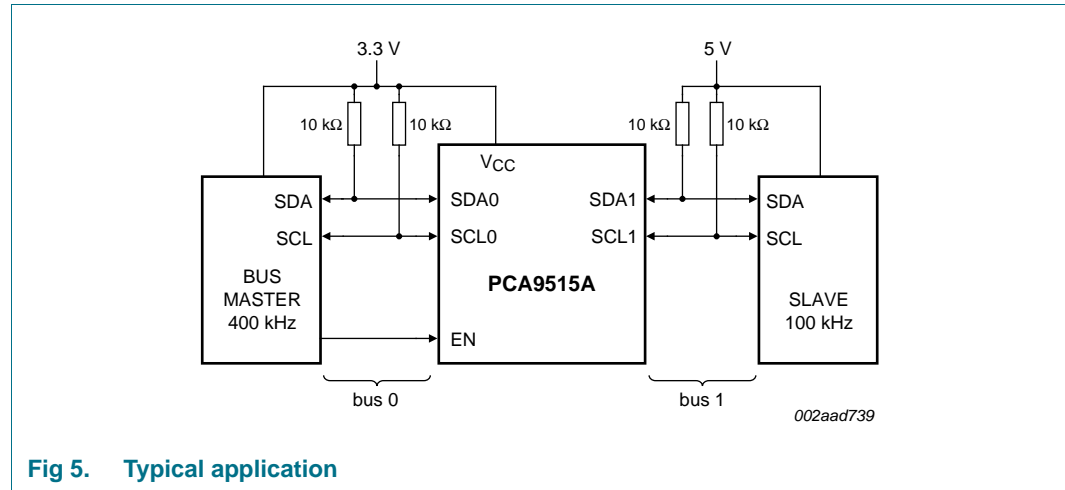 3.3 V
5 V
10 kΩ
10 kΩ
10 kΩ
10 kΩ
VCC
SDA
SDA0
SDA1
SDA
SCL
SCL0
SCL1
SCL
PCA9515A
BUS
MASTER
400 kHz
SLAVE
100 kHz
EN
bus 0
bus 1
002aad739
Fig 5. Typical application